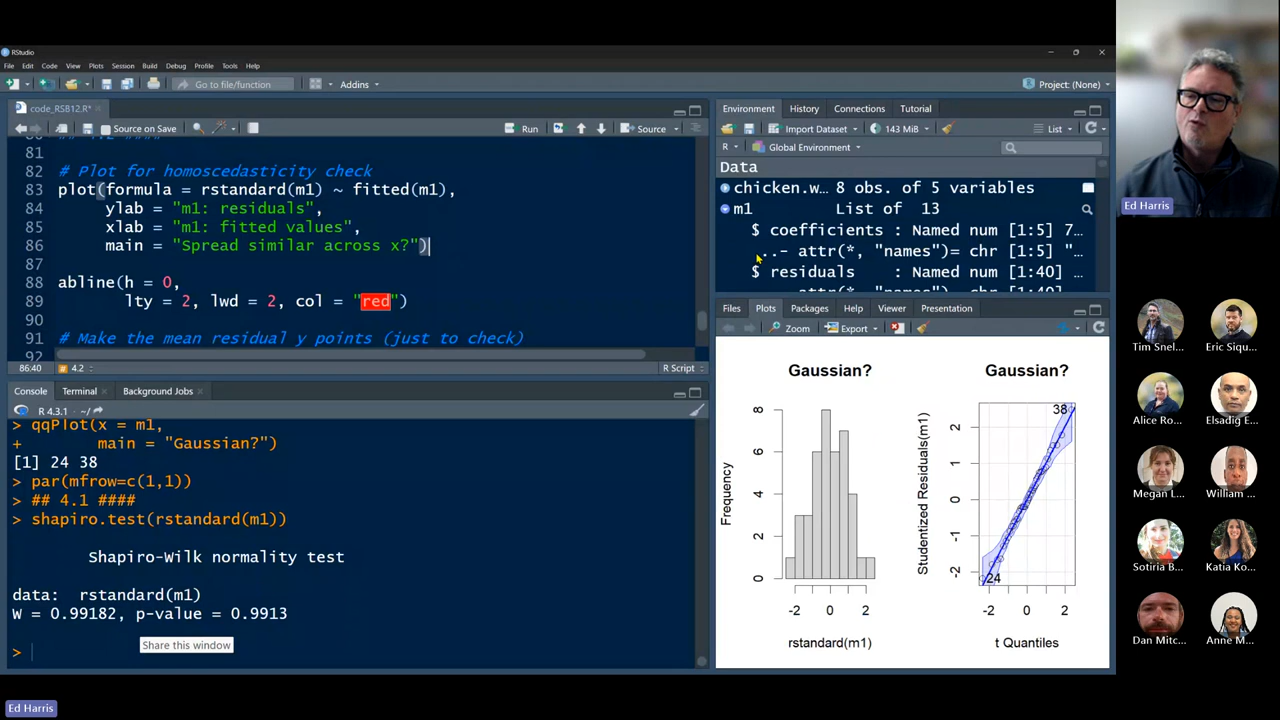 RStudio
File Edit Code View Plots Session Build Debug Profile Tools Help
Go to file/function
Addins
Project: (None)
code_RSB12.R*
Source on Save
Run
Source
81
82 # Plot for homoscedasticity check
83 plot(formula = rstandard(m1) ~ fitted(m1),
84 ylab = "m1: residuals",
85 xlab = "m1: fitted values",
86 main = "Spread similar across x?")
87
88 abline(h = 0,
89 lty = 2, lwd = 2, col = "red")
90
91 # Make the mean residual y points (just to check)
92
86:40
4.2
R Script
Console Terminal Background Jobs
R 4.3.1 · ~/
> qqPlot(x = m1,
+ main = "Gaussian?")
[1] 24 38
> par(mfrow=c(1,1))
> ## 4.1 ####
> shapiro.test(rstandard(m1))
Shapiro-Wilk normality test
data: rstandard(m1)
W = 0.99182, p-value = 0.9913
Share this window
>
Environment History Connections Tutorial
Import Dataset
143 MiB
List
R
Global Environment
Data
chicken.w… 8 obs. of 5 variables
m1 List of 13
$ coefficients : Named num [1:5] 7…
..- attr(*, "names")= chr [1:5] "…
$ residuals : Named num [1:40] …
Files Plots Packages Help Viewer Presentation
Zoom
Export
Gaussian?
Frequency
8
6
4
2
0
-2 0 2
rstandard(m1)
Gaussian?
Studentized Residuals(m1)
2
1
0
-1
-2
38
24
-2 0 2
t Quantiles
Ed Harris
Tim Snel...
Eric Siqu...
Alice Ro...
Elsadig E...
Megan L...
William ...
Sotiria B...
Katia Ko...
Dan Mitc...
Anne M...
Ed Harris